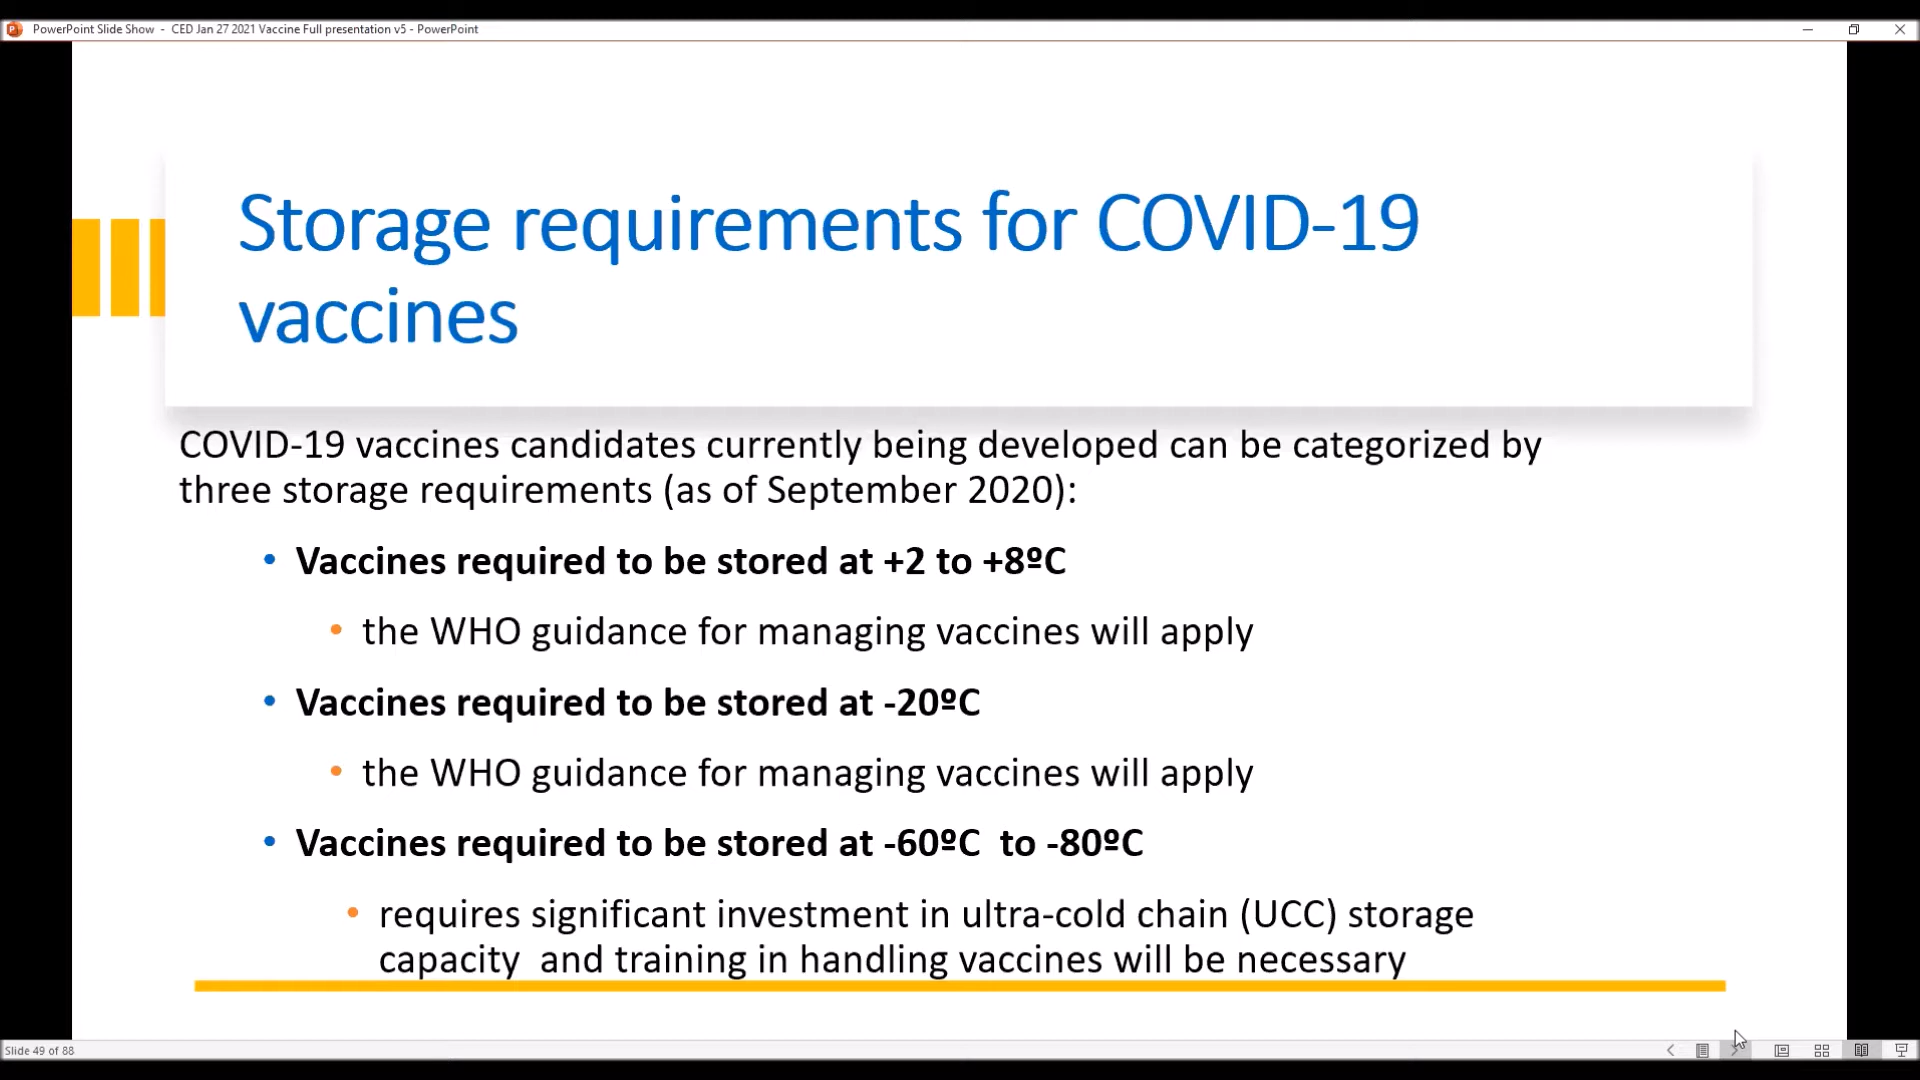 PowerPoint Slide Show - CED Jan 27 2021 Vaccine Full presentation v5 - PowerPoint
Storage requirements for COVID-19
vaccines
COVID-19 vaccines candidates currently being developed can be categorized by
three storage requirements (as of September 2020):
• Vaccines required to be stored at +2 to +8ºC
• the WHO guidance for managing vaccines will apply
• Vaccines required to be stored at -20ºC
• the WHO guidance for managing vaccines will apply
• Vaccines required to be stored at -60ºC to -80ºC
• requires significant investment in ultra-cold chain (UCC) storage
capacity and training in handling vaccines will be necessary
Slide 49 of 88